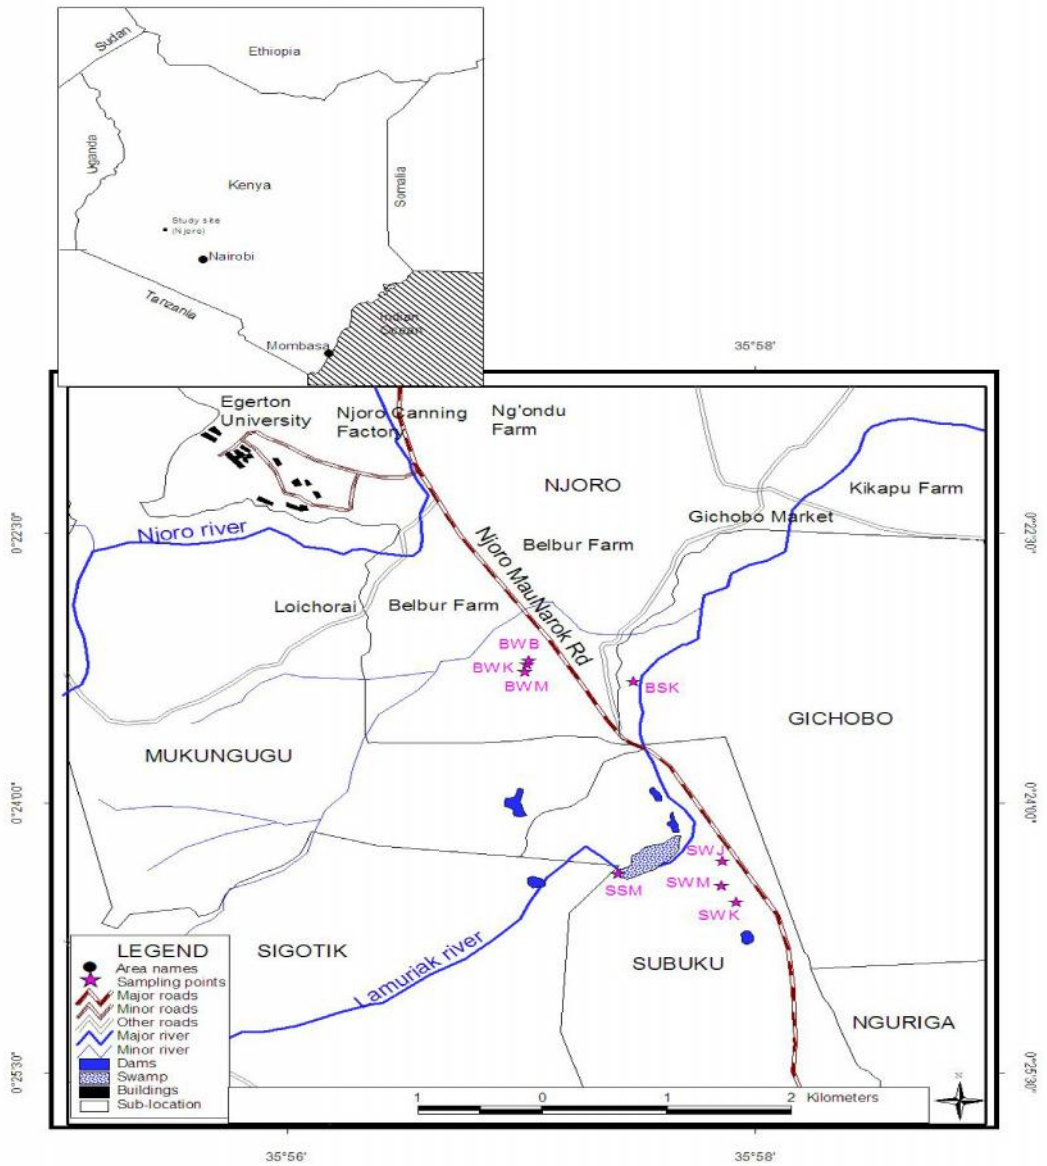 Sudan
Ethiopia
Uganda
Kenya
Somalia
Study site
(Njoro)
Nairobi
Tanzania
Indian
Ocean
Mombasa
35°58'
Egerton
University
Njoro Canning
Factory
Ng'ondu
Farm
NJORO
Kikapu Farm
Gichobo Market
0°22'30"
0°22'30"
Njoro river
Njoro MauNarok Rd
Belbur Farm
Loichorai
Belbur Farm
BWB
BWK
BWM
BSK
GICHOBO
MUKUNGUGU
0°24'00"
0°24'00"
SWJ
SSM
SWM
SWK
SIGOTIK
Lamuriak river
SUBUKU
NGURIGA
LEGEND
Area names
Sampling points
Major roads
Minor roads
Other roads
Major river
Minor river
Dams
Swamp
Buildings
Sub-location
0°25'30"
0°25'30"
1 0 1 2 Kilometers
N
35°56'
35°58'